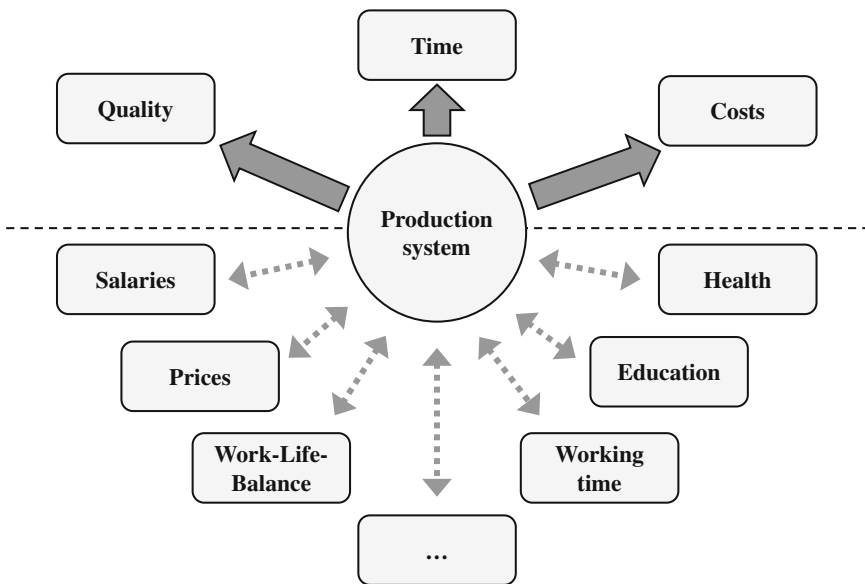 Time
Quality
Costs
Production
system
Salaries
Health
Prices
Education
Work-Life-
Balance
Working
time
...